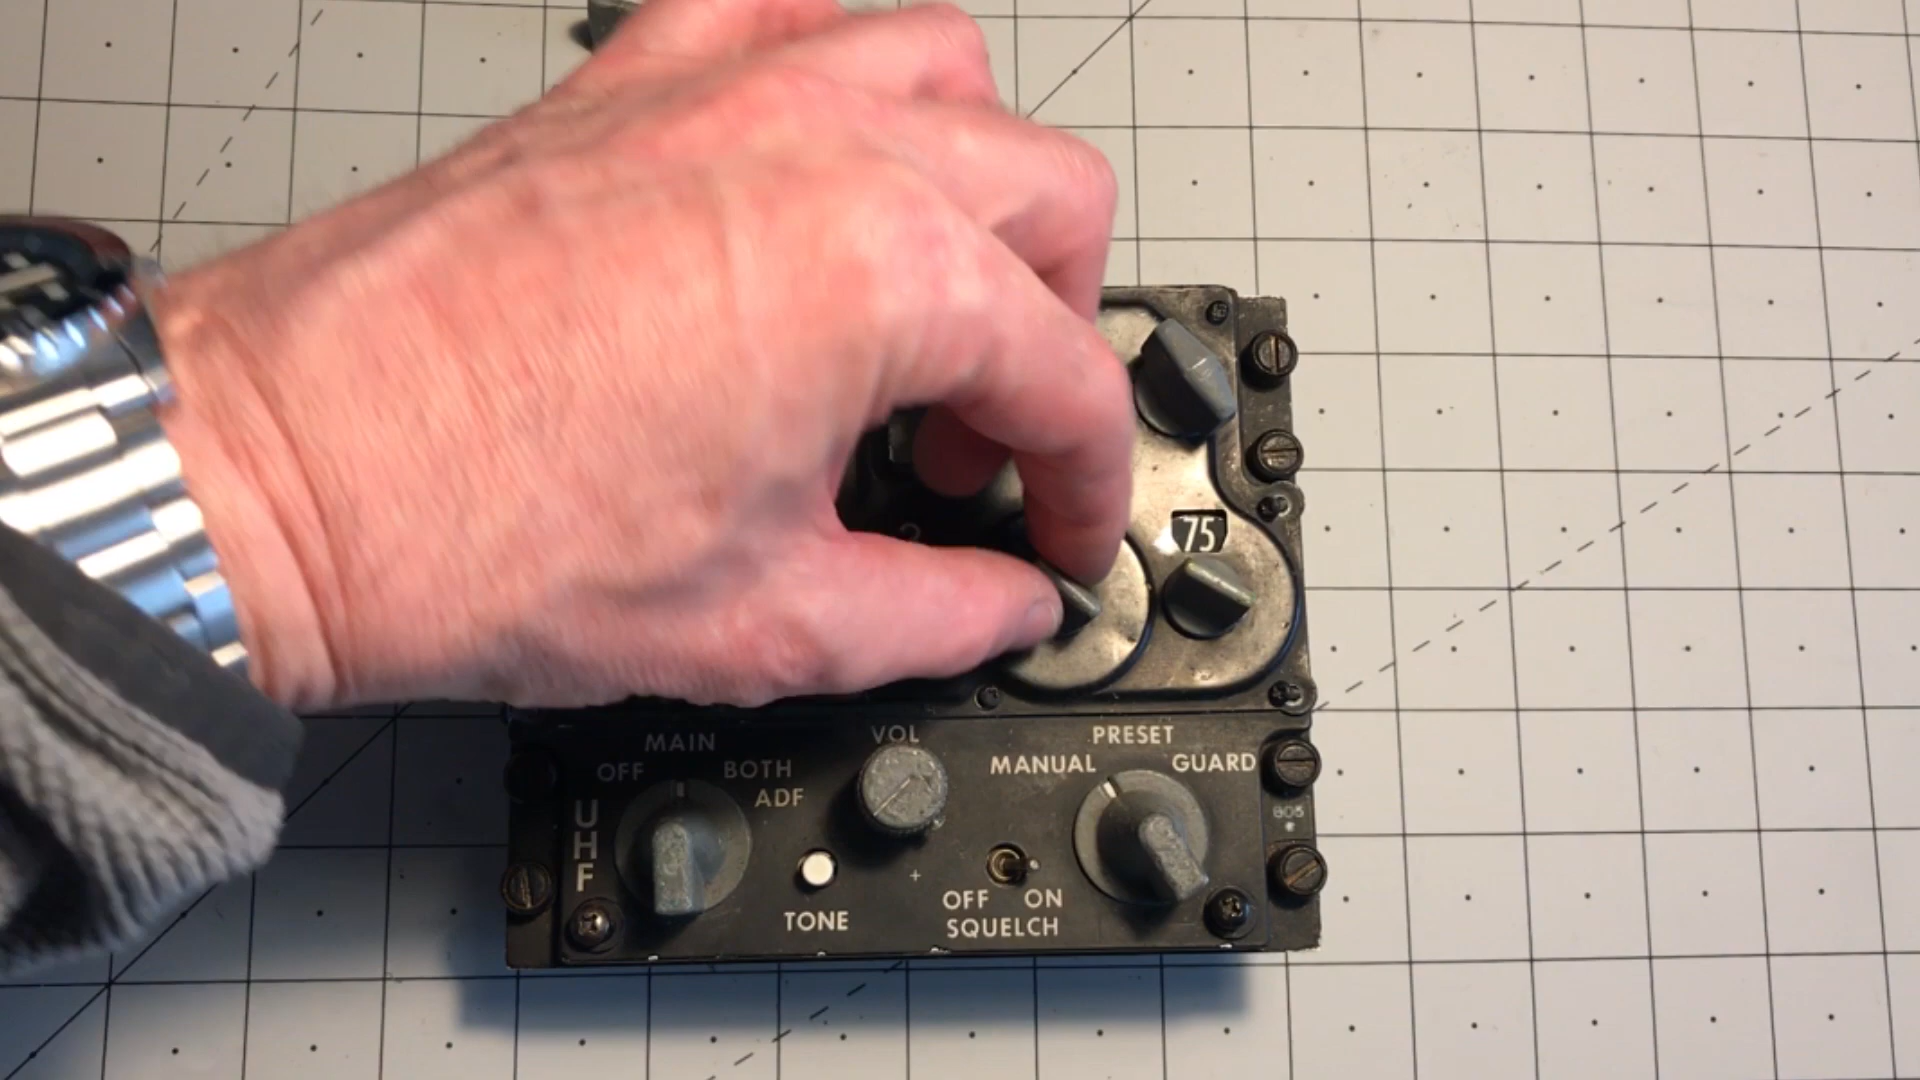 75
MAIN
VOL
PRESET
OFF
BOTH
MANUAL
GUARD
ADF
UHF
OFF ON
TONE
SQUELCH